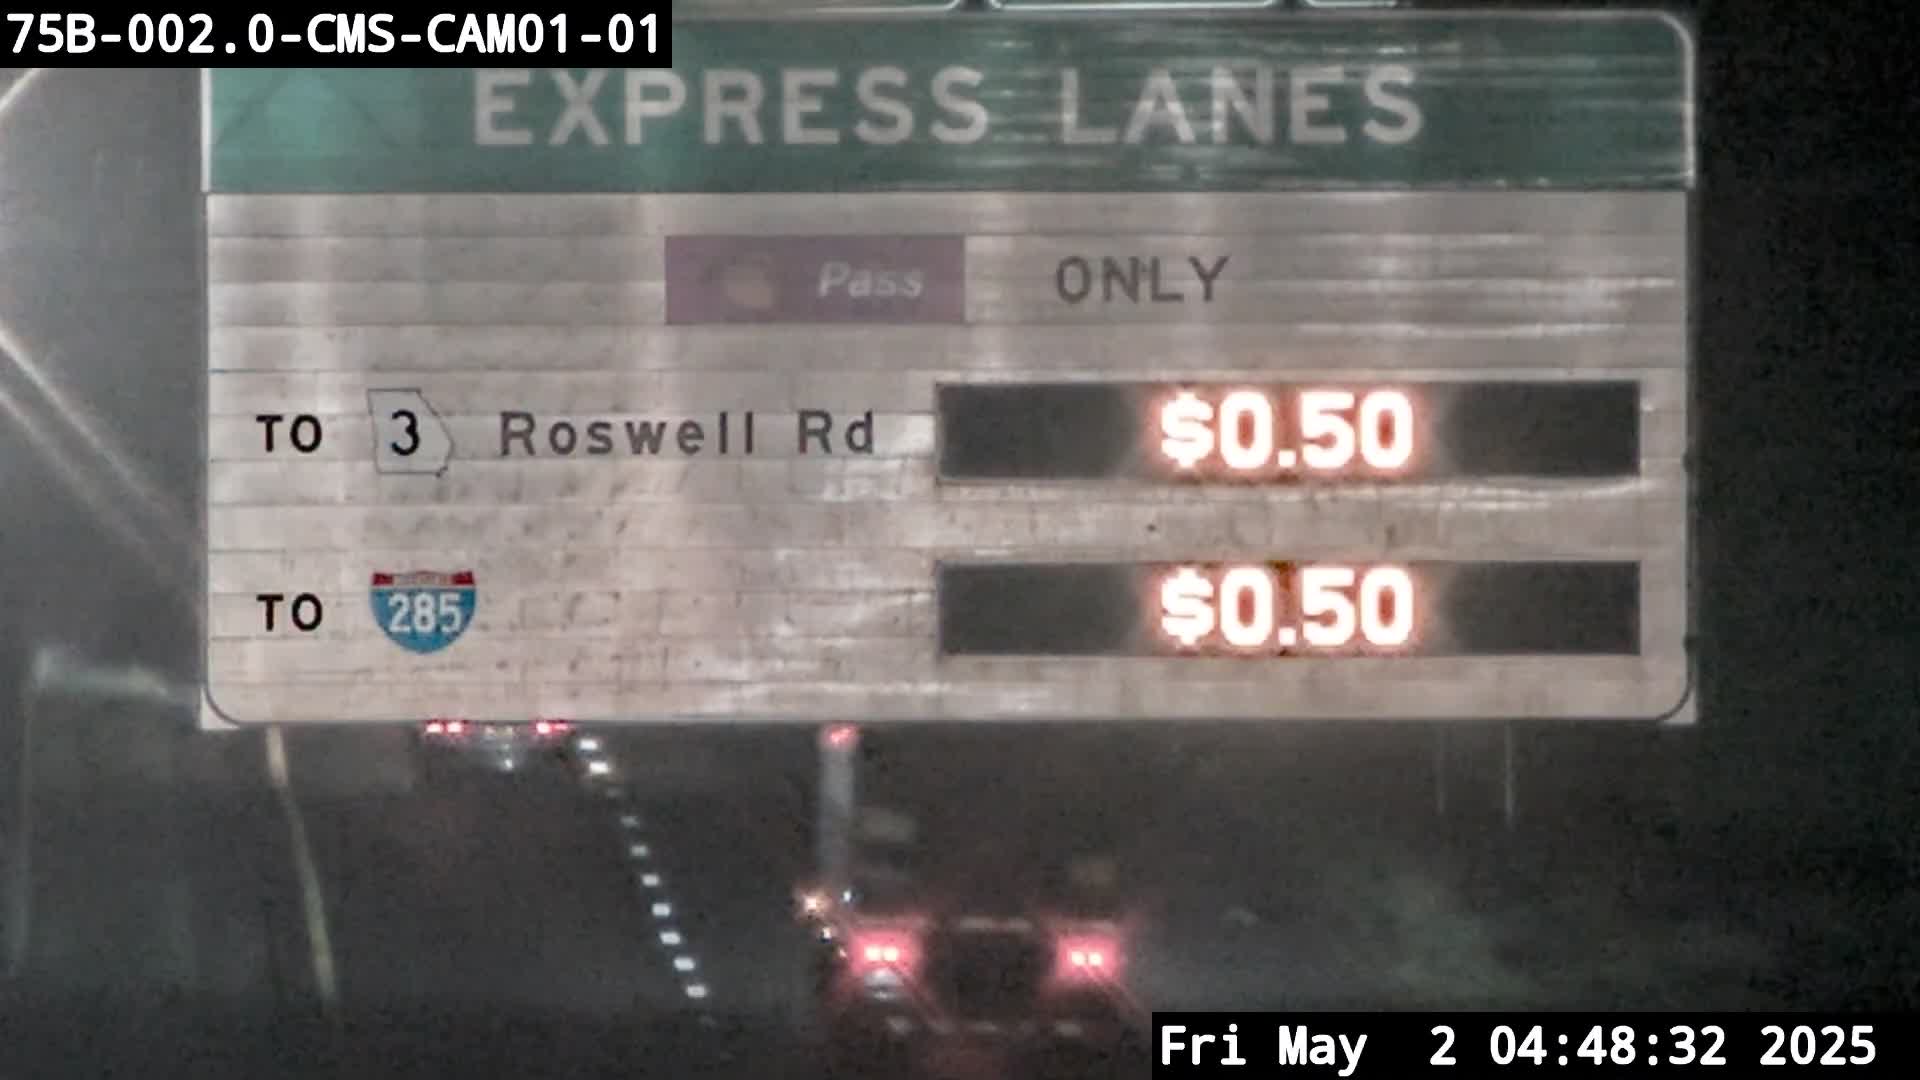 75B-002.0-CMS-CAM01-01
EXPRESS LANES
Pass ONLY
TO 3 Roswell Rd $0.50
TO 285 $0.50
Fri May 2 04:48:32 2025